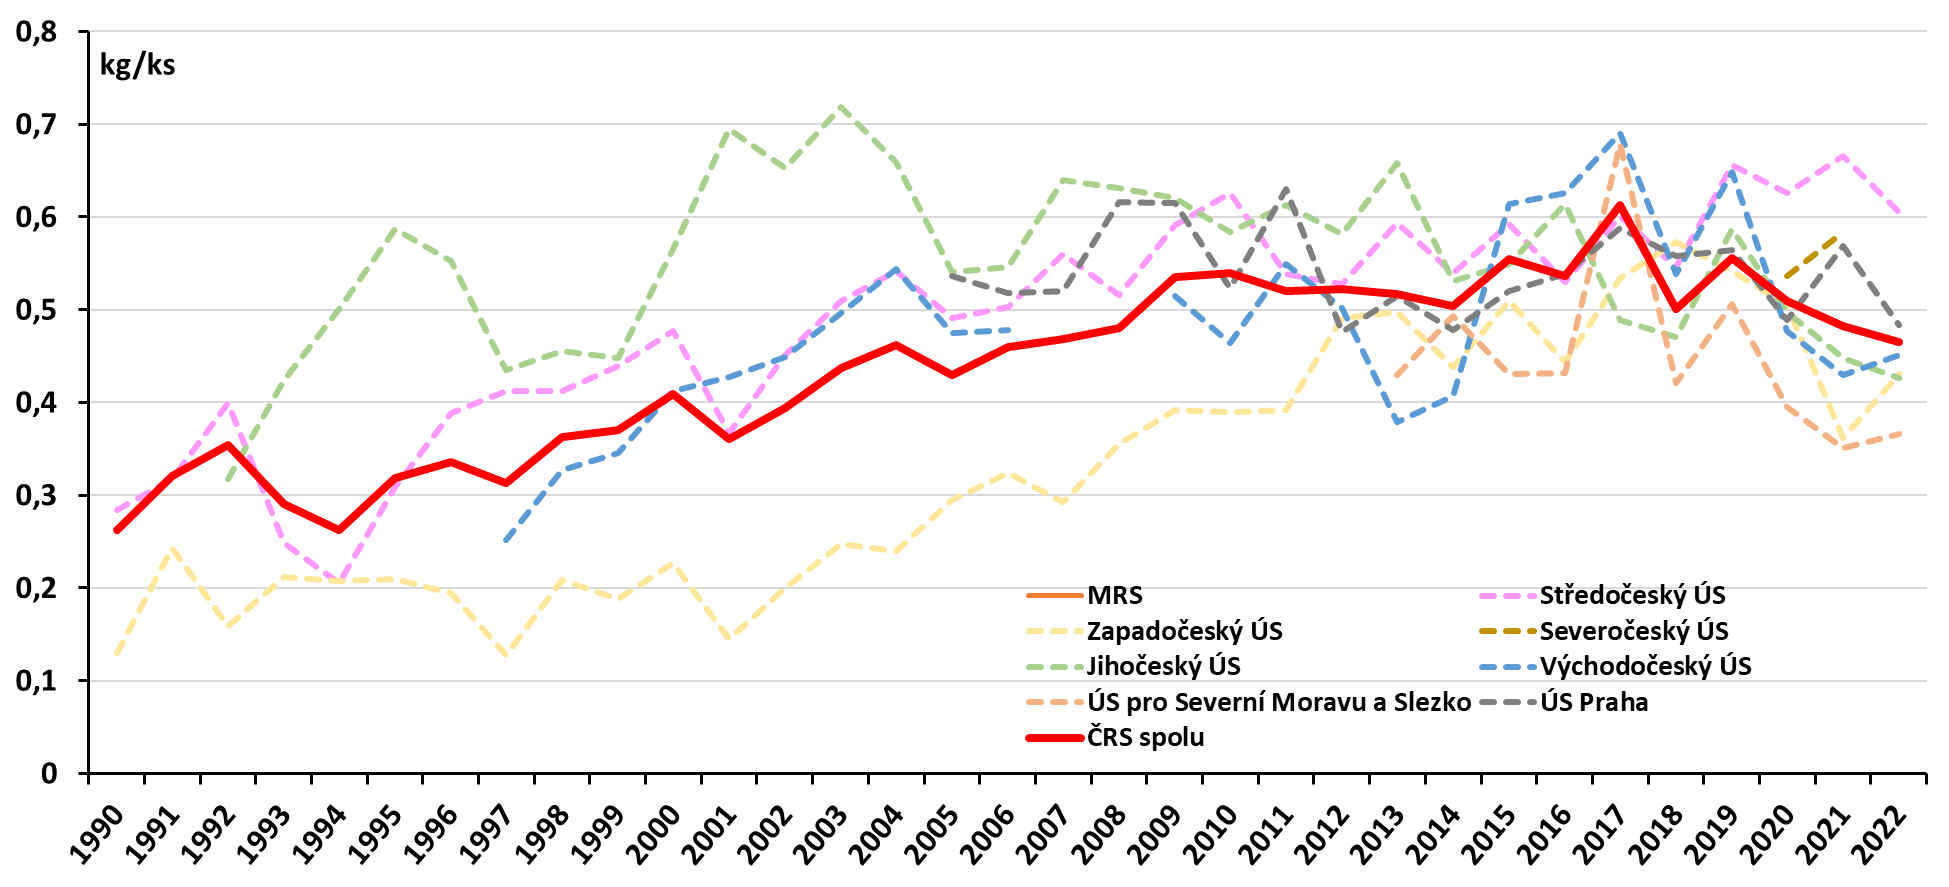 0,8
kg/ks
0,7
0,6
0,5
0,4
0,3
0,2
0,1
0
MRS
Středočeský ÚS
Zapadočeský ÚS
Severočeský ÚS
Jihočeský ÚS
Východočeský ÚS
ÚS pro Severní Moravu a Slezko
ÚS Praha
ČRS spolu
1990 1991 1992 1993 1994 1995 1996 1997 1998 1999 2000 2001 2002 2003 2004 2005 2006 2007 2008 2009 2010 2011 2012 2013 2014 2015 2016 2017 2018 2019 2020 2021 2022